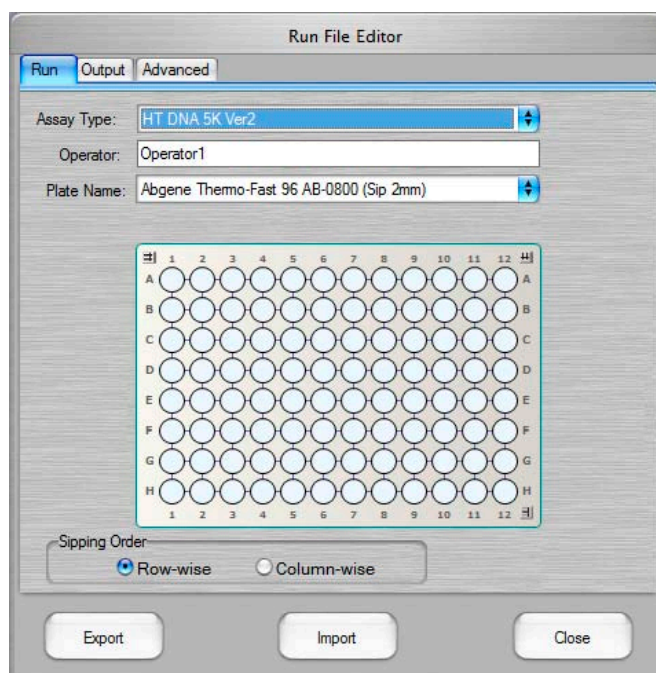 Run File Editor
Run Output Advanced
Assay Type: HT DNA 5K Ver2
Operator: Operator1
Plate Name: Abgene Thermo-Fast 96 AB-0800 (Sip 2mm)
1 2 3 4 5 6 7 8 9 10 11 12
A A
B B
C C
D D
E E
F F
G G
H H
1 2 3 4 5 6 7 8 9 10 11 12
Sipping Order
Row-wise Column-wise
Export Import Close